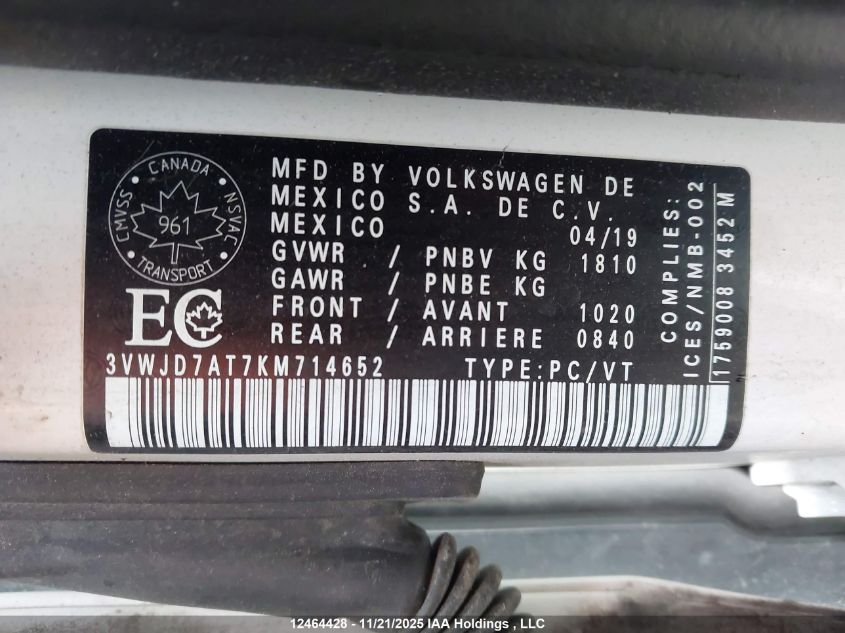 CANADA
CMVSS
NSVAC
961
TRANSPORT
EC
MFD BY VOLKSWAGEN DE
MEXICO S.A. DE C.V.
MEXICO 04/19
GVWR / PNBV KG 1810
GAWR / PNBE KG
FRONT / AVANT 1020
REAR / ARRIERE 0840
3VWJD7AT7KM714652 TYPE:PC/VT
COMPLIES:
ICES/NMB-002
1759008 3452 M
12464428 - 11/21/2025 IAA Holdings , LLC